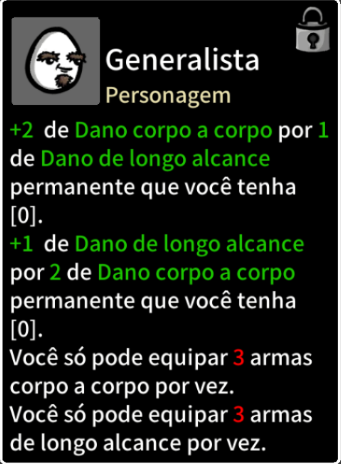 Generalista
Personagem
+2 de Dano corpo a corpo por 1
de Dano de longo alcance
permanente que você tenha
[0].
+1 de Dano de longo alcance
por 2 de Dano corpo a corpo
permanente que você tenha
[0].
Você só pode equipar 3 armas
corpo a corpo por vez.
Você só pode equipar 3 armas
de longo alcance por vez.